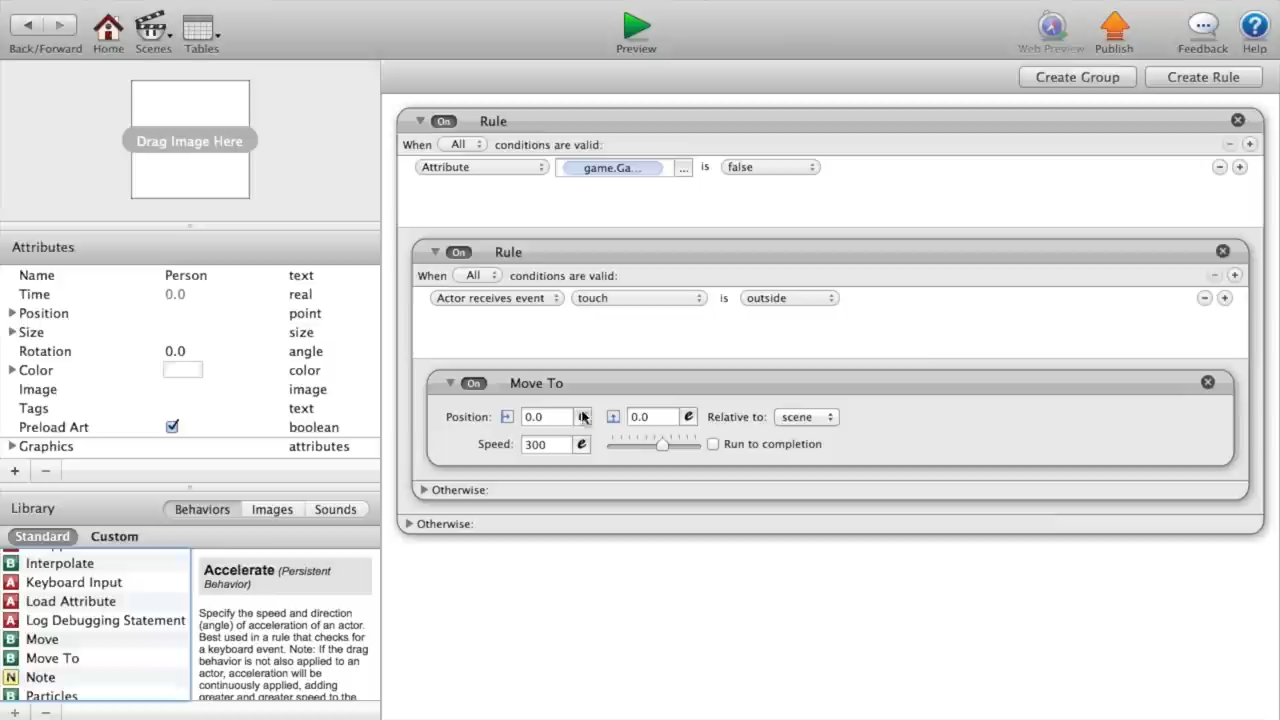 Back/Forward Home Scenes Tables Preview Web Preview Publish Feedback Help
Create Group Create Rule
Drag Image Here
Attributes
Name Person text
Time 0.0 real
Position point
Size size
Rotation 0.0 angle
Color color
Image image
Tags text
Preload Art boolean
Graphics attributes
+ −
Library Behaviors Images Sounds
Standard Custom
B Interpolate
A Keyboard Input
A Load Attribute
A Log Debugging Statement
B Move
B Move To
N Note
B Particles
Accelerate (Persistent
Behavior)
Specify the speed and direction
(angle) of acceleration of an actor.
Best used in a rule that checks for
a keyboard event. Note: If the drag
behavior is not also applied to an
actor, acceleration will be
continuously applied, adding
greater and greater speed to the
+ −
On Rule
When All conditions are valid:
Attribute game.Ga... ... is false
On Rule
When All conditions are valid:
Actor receives event touch is outside
On Move To
Position: 0.0 0.0 e Relative to: scene
Speed: 300 e Run to completion
Otherwise:
Otherwise: